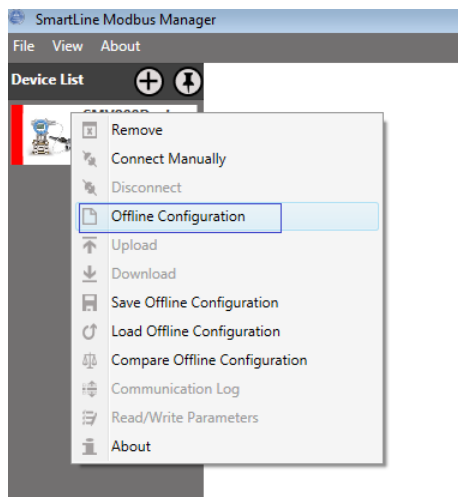 SmartLine Modbus Manager
File View About
Device List
Remove
Connect Manually
Disconnect
Offline Configuration
Upload
Download
Save Offline Configuration
Load Offline Configuration
Compare Offline Configuration
Communication Log
Read/Write Parameters
About